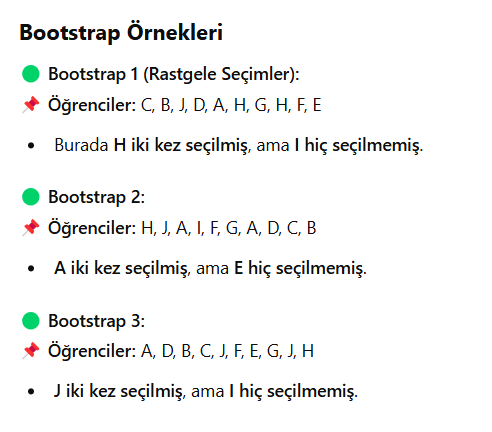 Bootstrap Örnekleri
Bootstrap 1 (Rastgele Seçimler):
Öğrenciler: C, B, J, D, A, H, G, H, F, E
• Burada H iki kez seçilmiş, ama I hiç seçilmemiş.
Bootstrap 2:
Öğrenciler: H, J, A, I, F, G, A, D, C, B
• A iki kez seçilmiş, ama E hiç seçilmemiş.
Bootstrap 3:
Öğrenciler: A, D, B, C, J, F, E, G, J, H
• J iki kez seçilmiş, ama I hiç seçilmemiş.